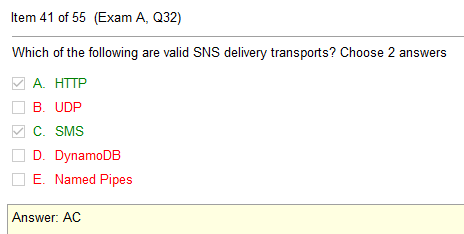 Item 41 of 55  (Exam A, Q32)
Which of the following are valid SNS delivery transports? Choose 2 answers
A. HTTP
B. UDP
C. SMS
D. DynamoDB
E. Named Pipes
Answer: AC